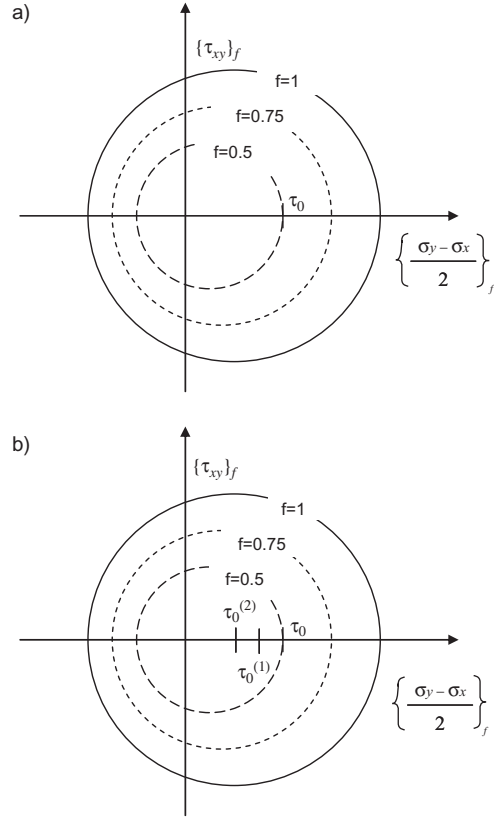 a)
{τxy}f
f=1
f=0.75
f=0.5
τ0
{σy – σx / 2}f
b)
{τxy}f
f=1
f=0.75
f=0.5
τ0(2)
τ0
τ0(1)
{σy – σx / 2}f